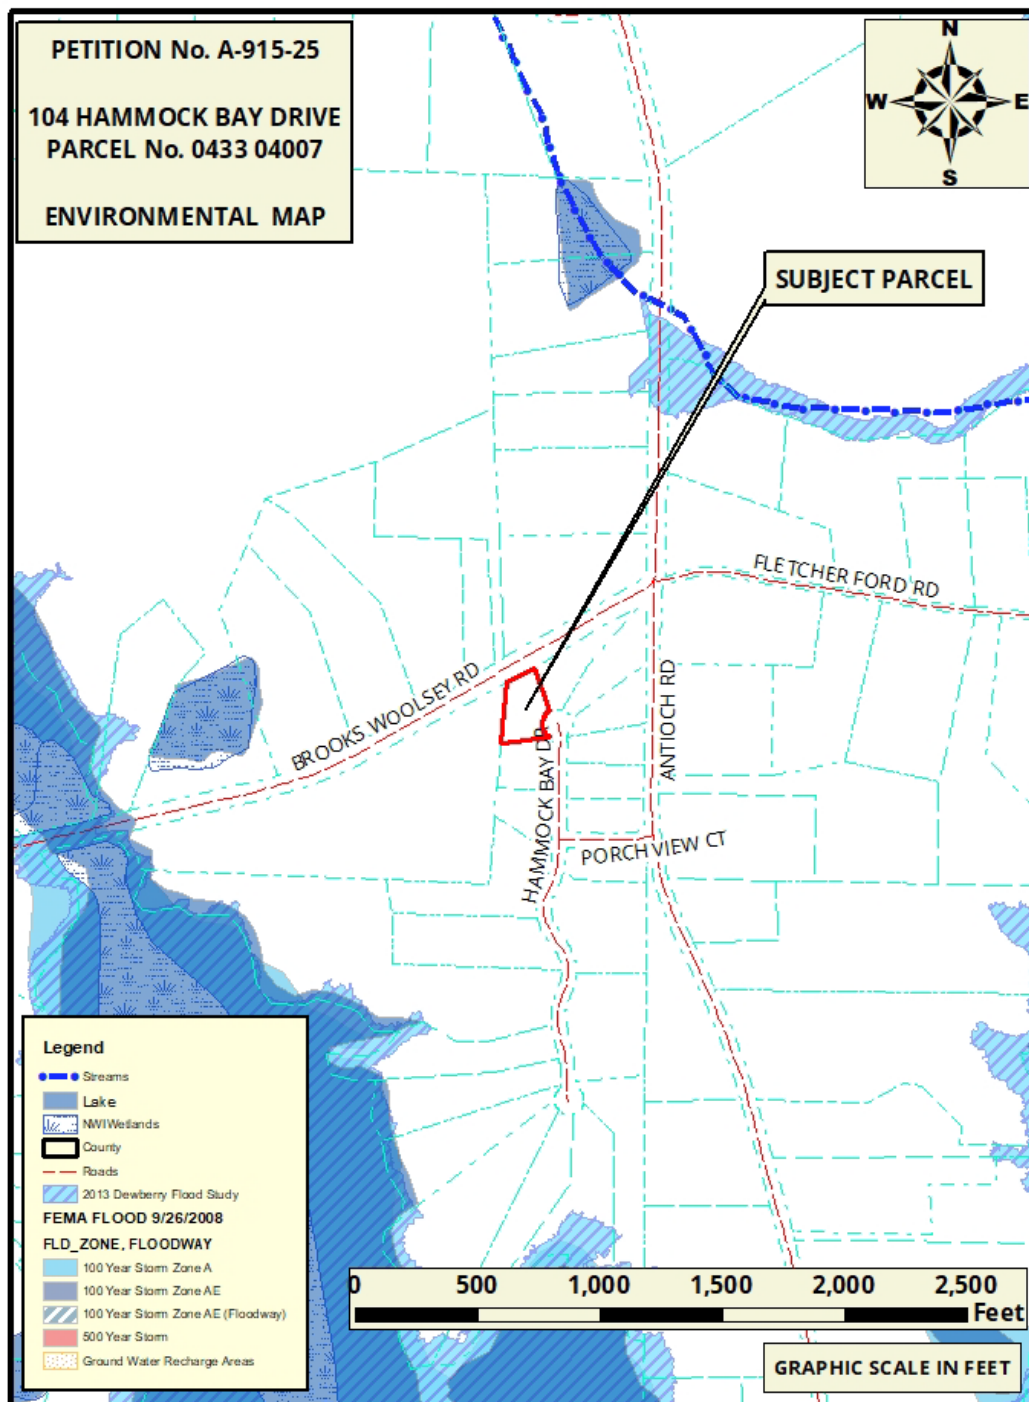 PETITION No. A-915-25
104 HAMMOCK BAY DRIVE
PARCEL No. 0433 04007
ENVIRONMENTAL MAP
N
W
E
S
SUBJECT PARCEL
FLETCHER FORD RD
BROOKS WOOLSEY RD
ANTIOCH RD
HAMMOCK BAY DR
PORCH VIEW CT
Legend
Streams
Lake
NWI Wetlands
County
Roads
2013 Dewberry Flood Study
FEMA FLOOD 9/26/2008
FLD_ZONE, FLOODWAY
100 Year Storm Zone A
100 Year Storm Zone AE
100 Year Storm Zone AE (Floodway)
500 Year Storm
Ground Water Recharge Areas
0 500 1,000 1,500 2,000 2,500
Feet
GRAPHIC SCALE IN FEET